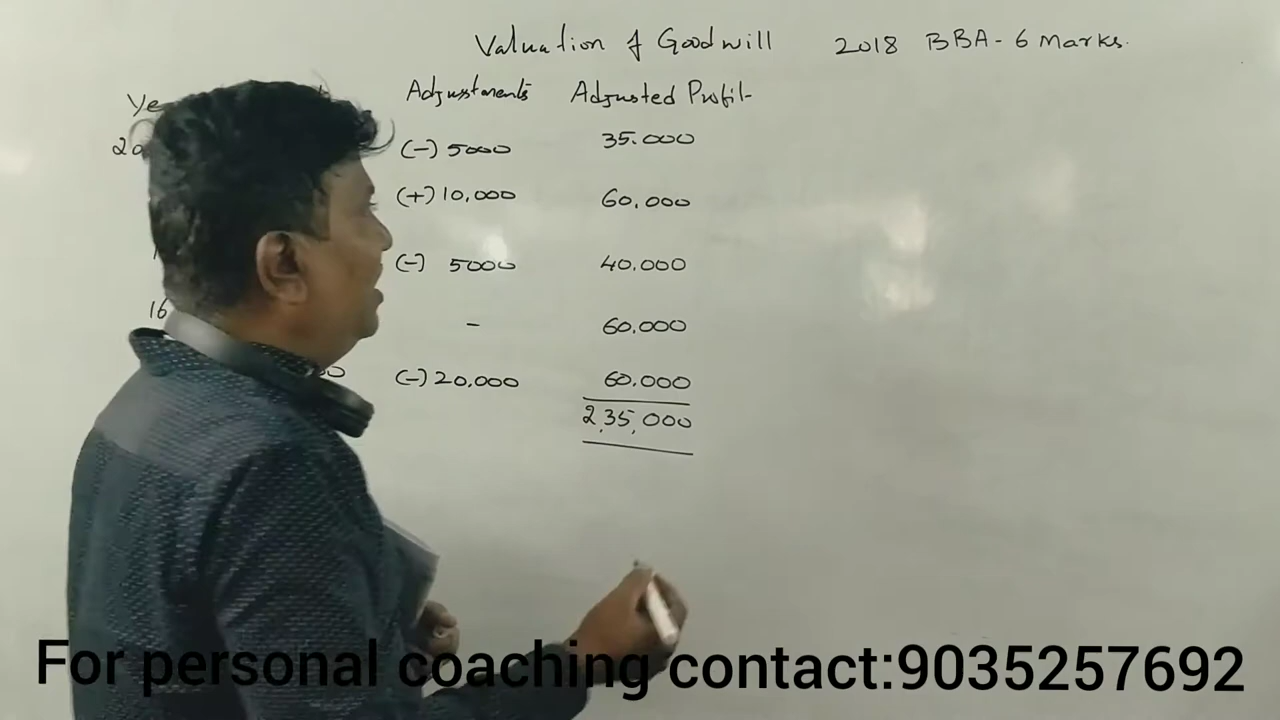 Valuation of Goodwill 2018 BBA - 6 Marks.
Adjustments Adjusted Profit
(-) 5000 35.000
(+) 10,000 60,000
(-) 5000 40.000
16 - 60.000
(-) 20,000 60.000
2,35,000
For personal coaching contact:9035257692